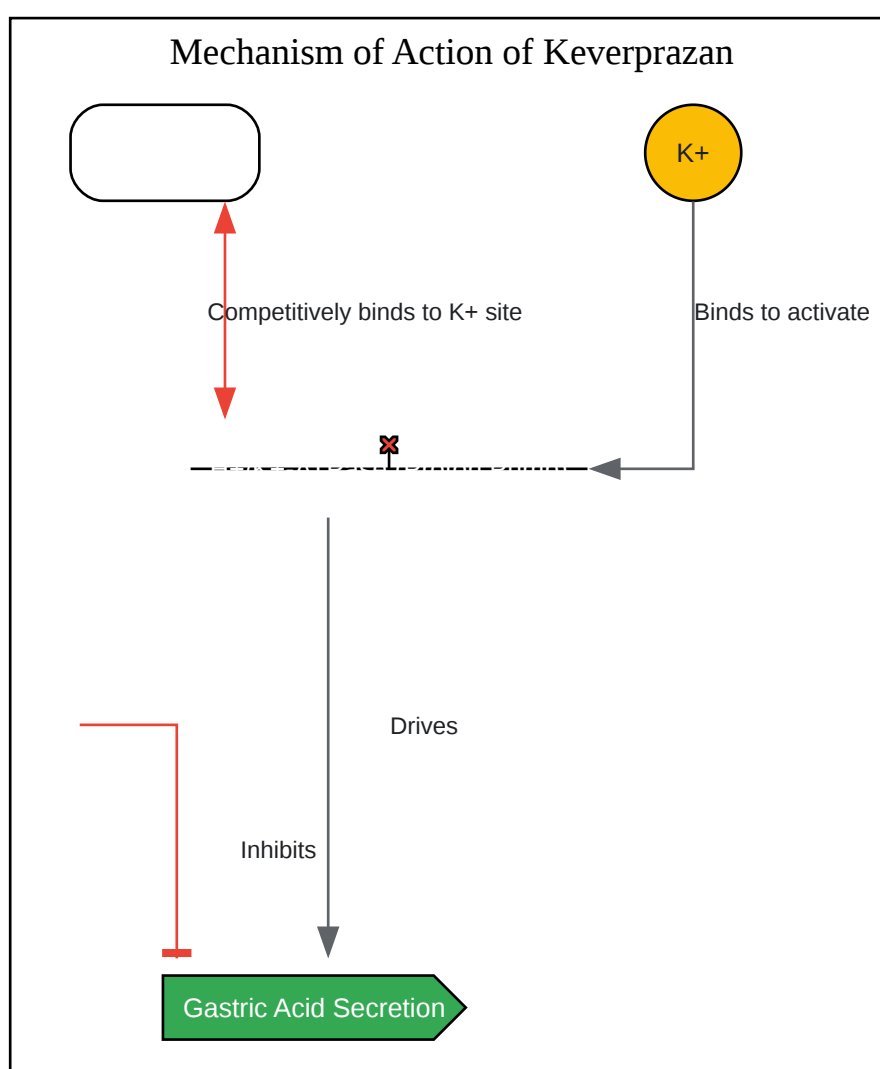 Mechanism of Action of Keverprazan
K+
Competitively binds to K+ site
Binds to activate
Drives
Inhibits
Gastric Acid Secretion